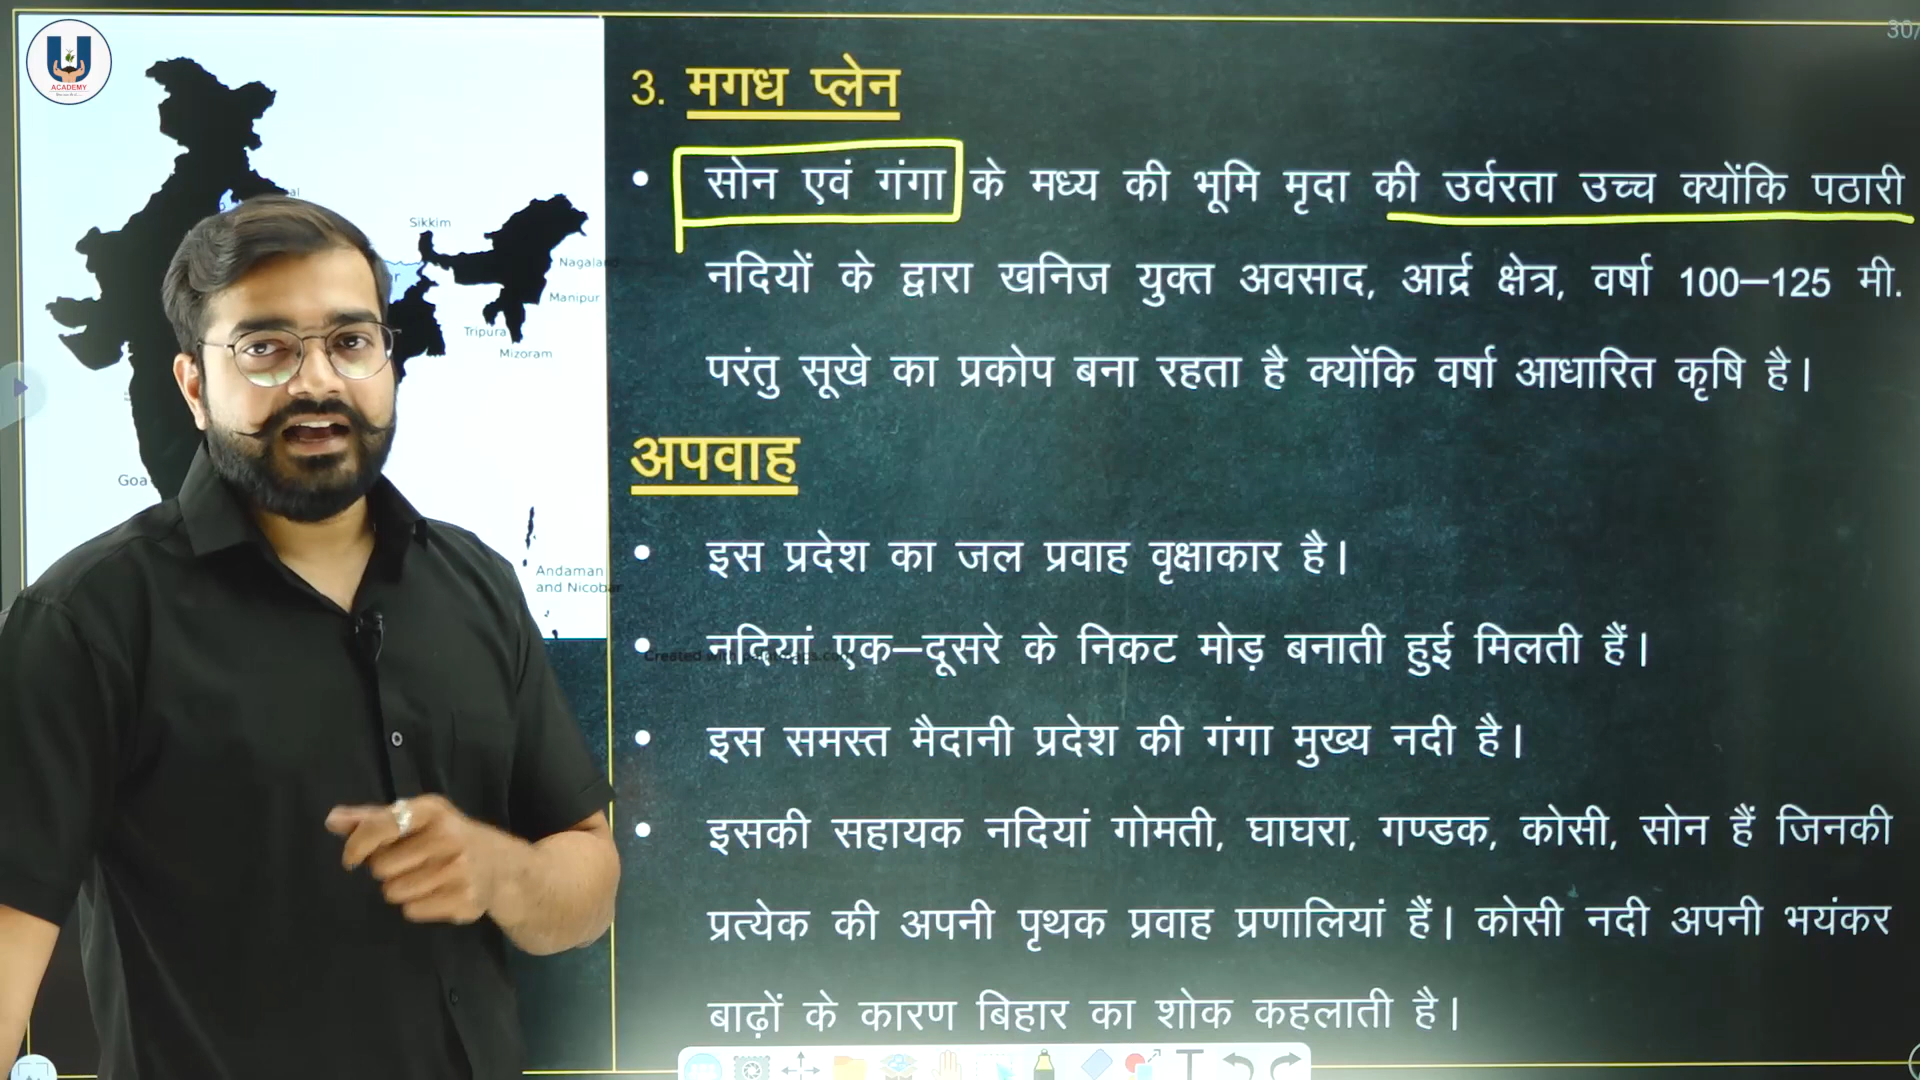 U
ACADEMY
30/
3. मगध प्लेन
• सोन एवं गंगा के मध्य की भूमि मृदा की उर्वरता उच्च क्योंकि पठारी
नदियों के द्वारा खनिज युक्त अवसाद, आर्द्र क्षेत्र, वर्षा 100–125 मी.
परंतु सूखे का प्रकोप बना रहता है क्योंकि वर्षा आधारित कृषि है।
अपवाह
• इस प्रदेश का जल प्रवाह वृक्षाकार है।
• नदियां एक–दूसरे के निकट मोड़ बनाती हुई मिलती हैं।
• इस समस्त मैदानी प्रदेश की गंगा मुख्य नदी है।
• इसकी सहायक नदियां गोमती, घाघरा, गण्डक, कोसी, सोन हैं जिनकी
प्रत्येक की अपनी पृथक प्रवाह प्रणालियां हैं। कोसी नदी अपनी भयंकर
बाढ़ों के कारण बिहार का शोक कहलाती है।
Sikkim
Nagaland
Manipur
Tripura
Mizoram
Goa
Andaman
and Nicobar
Created with